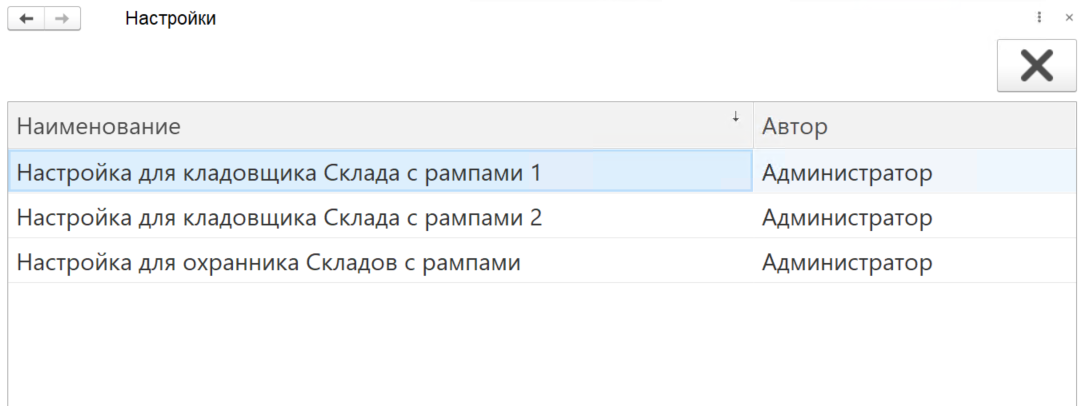 Настройки
Наименование Автор
Настройка для кладовщика Склада с рампами 1 Администратор
Настройка для кладовщика Склада с рампами 2 Администратор
Настройка для охранника Складов с рампами Администратор